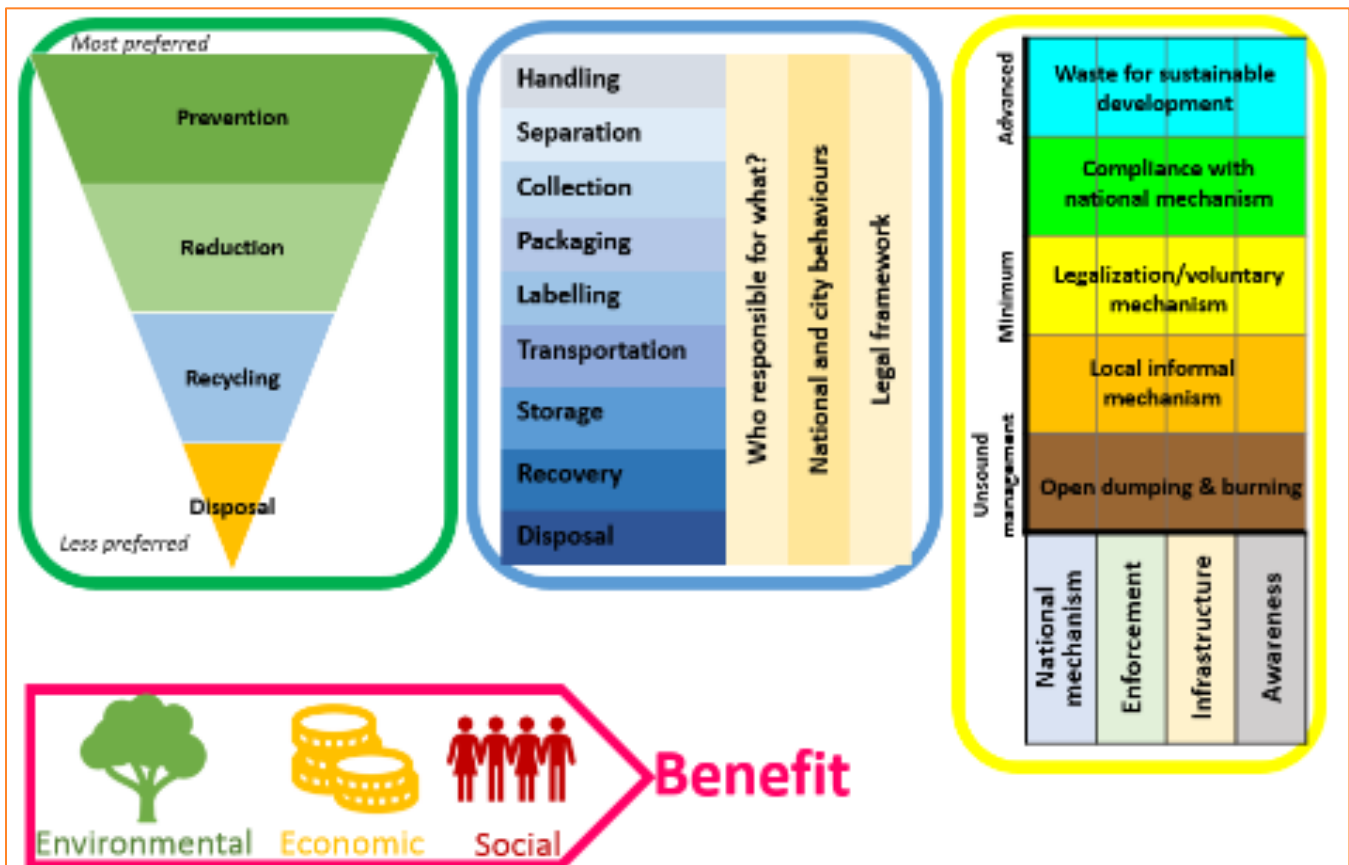 Most preferred
Prevention
Reduction
Recycling
Disposal
Less preferred
Handling
Separation
Collection
Packaging
Labelling
Transportation
Storage
Recovery
Disposal
Who responsible for what?
National and city behaviours
Legal framework
Advanced
Minimum
Unsound
management
Waste for sustainable
development
Compliance with
national mechanism
Legalization/voluntary
mechanism
Local informal
mechanism
Open dumping & burning
National
mechanism
Enforcement
Infrastructure
Awareness
Environmental
Economic
Social
Benefit